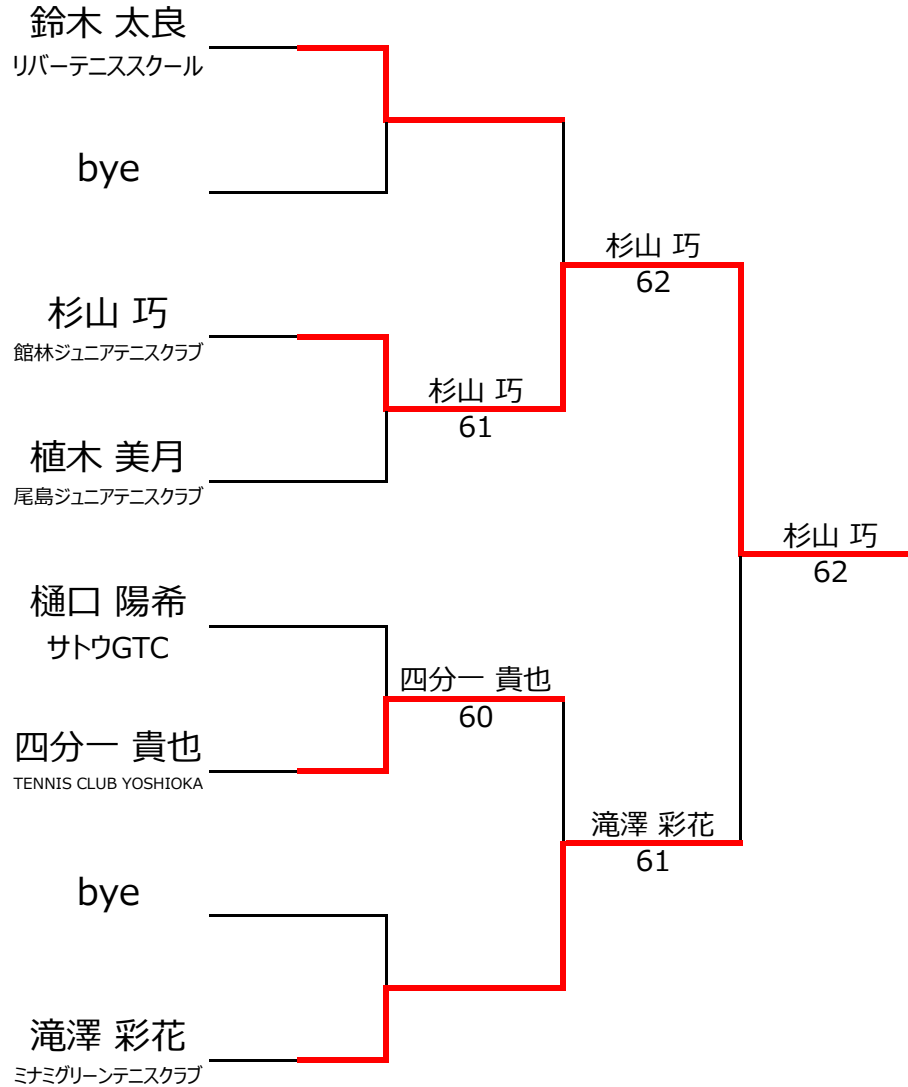 鈴木 太良
リバーテニススクール
bye
杉山 巧
62
杉山 巧
館林ジュニアテニスクラブ
杉山 巧
61
植木 美月
尾島ジュニアテニスクラブ
杉山 巧
62
樋口 陽希
サトウGTC
四分一 貴也
60
四分一 貴也
TENNIS CLUB YOSHIOKA
滝澤 彩花
61
bye
滝澤 彩花
ミナミグリーンテニスクラブ